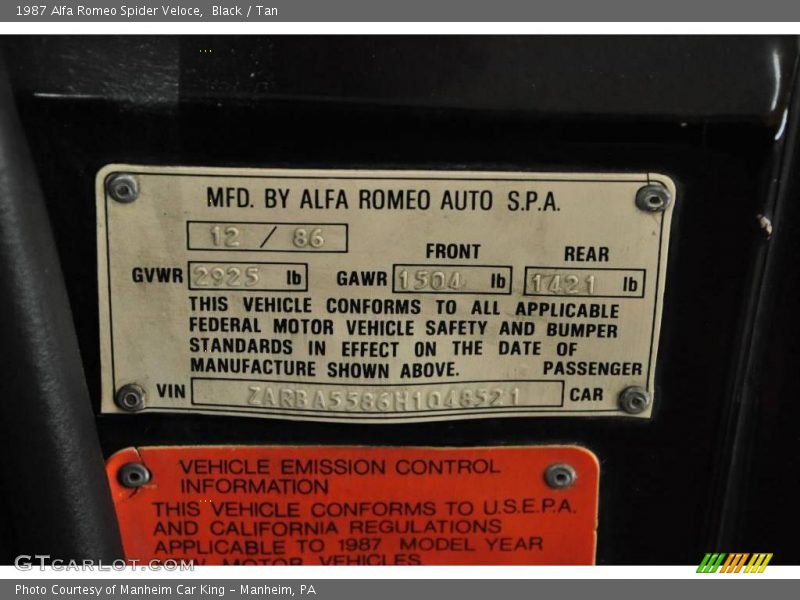 1987 Alfa Romeo Spider Veloce, Black / Tan
MFD. BY ALFA ROMEO AUTO S.P.A.
12 / 86
FRONT REAR
GVWR 2925 lb GAWR 1504 lb 1421 lb
THIS VEHICLE CONFORMS TO ALL APPLICABLE
FEDERAL MOTOR VEHICLE SAFETY AND BUMPER
STANDARDS IN EFFECT ON THE DATE OF
MANUFACTURE SHOWN ABOVE. PASSENGER
VIN ZARBA5586H1048521 CAR
VEHICLE EMISSION CONTROL
INFORMATION
THIS VEHICLE CONFORMS TO U.S.E.P.A.
AND CALIFORNIA REGULATIONS
APPLICABLE TO 1987 MODEL YEAR
MOTOR VEHICLES
GTcarlot.com
Photo Courtesy of Manheim Car King - Manheim, PA